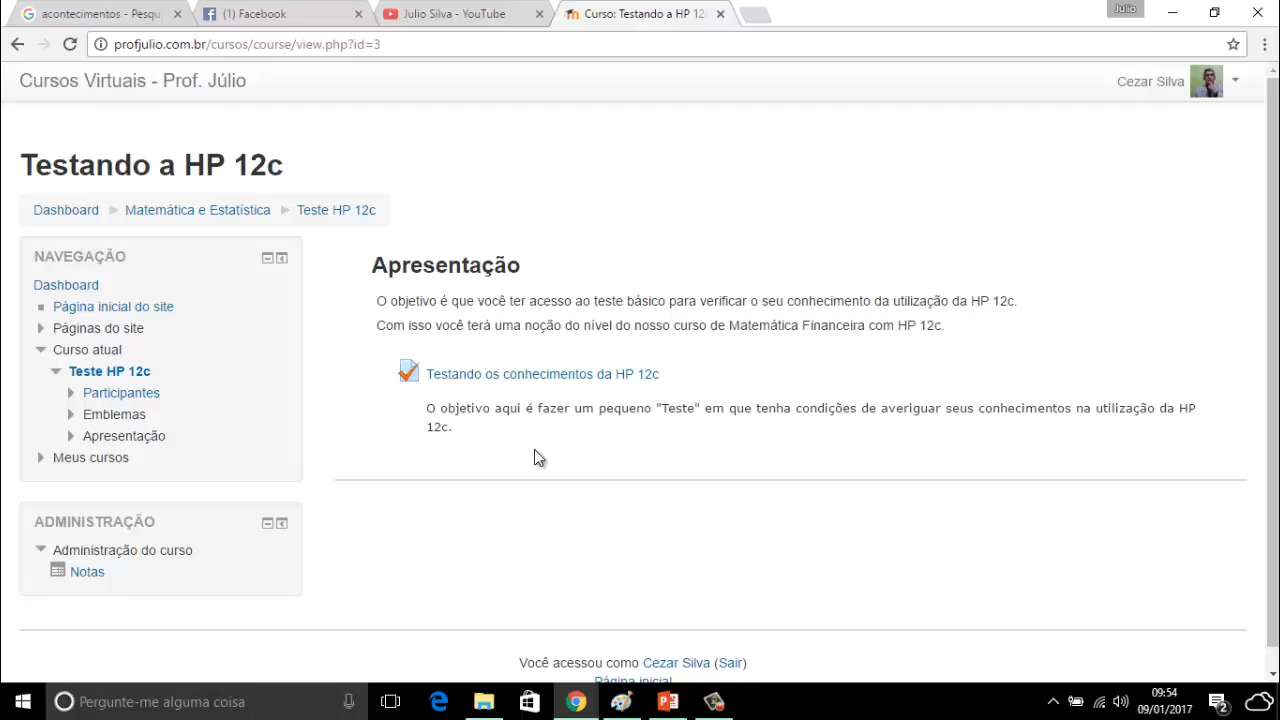 acontecimentos - Pesqu
(1) Facebook
Julio Silva - YouTube
Curso: Testando a HP 12c
Julio
profjulio.com.br/cursos/course/view.php?id=3
Cursos Virtuais - Prof. Júlio
Cezar Silva
Testando a HP 12c
Dashboard
Matemática e Estatística
Teste HP 12c
NAVEGAÇÃO
Dashboard
Página inicial do site
Páginas do site
Curso atual
Teste HP 12c
Participantes
Emblemas
Apresentação
Meus cursos
ADMINISTRAÇÃO
Administração do curso
Notas
Apresentação
O objetivo é que você ter acesso ao teste básico para verificar o seu conhecimento da utilização da HP 12c.
Com isso você terá uma noção do nível do nosso curso de Matemática Financeira com HP 12c.
Testando os conhecimentos da HP 12c
O objetivo aqui é fazer um pequeno "Teste" em que tenha condições de averiguar seus conhecimentos na utilização da HP
12c.
Você acessou como Cezar Silva (Sair)
Página inicial
Pergunte-me alguma coisa
09:54
09/01/2017
2